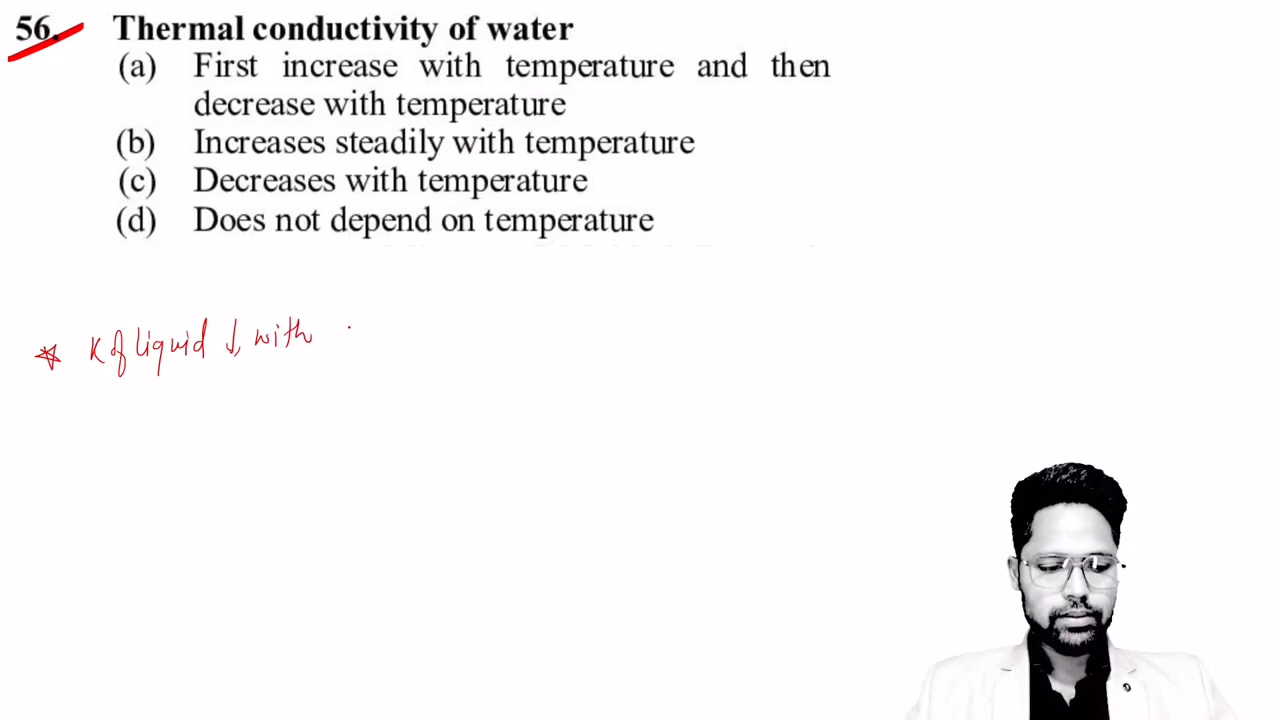 56. Thermal conductivity of water
(a) First increase with temperature and then
decrease with temperature
(b) Increases steadily with temperature
(c) Decreases with temperature
(d) Does not depend on temperature
* K of liquid ↓, with